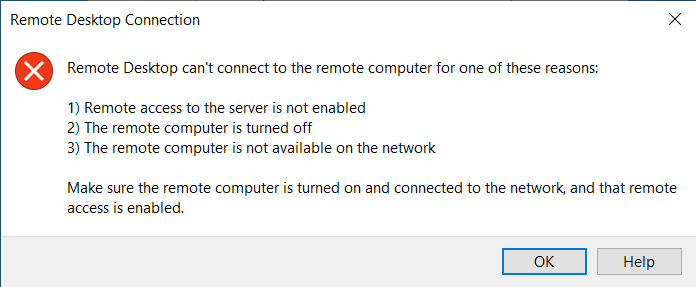 Remote Desktop Connection
Remote Desktop can't connect to the remote computer for one of these reasons:
1) Remote access to the server is not enabled
2) The remote computer is turned off
3) The remote computer is not available on the network
Make sure the remote computer is turned on and connected to the network, and that remote
access is enabled.
OK
Help